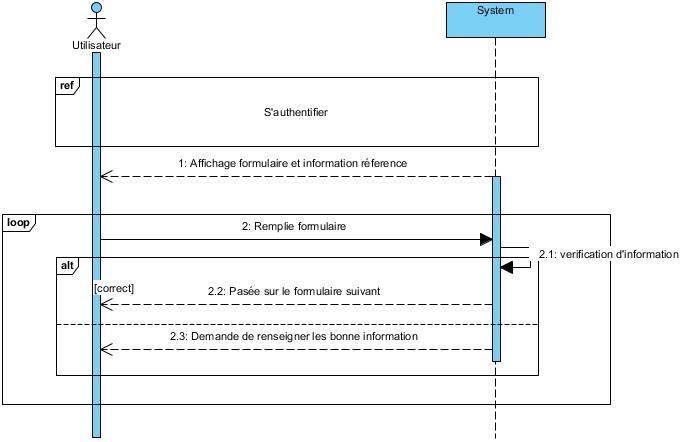 System
Utilisateur
ref
S'authentifier
1: Affichage formulaire et information réference
loop
2: Remplie formulaire
2.1: verification d'information
alt
[correct]
2.2: Pasée sur le formulaire suivant
2.3: Demande de renseigner les bonne information